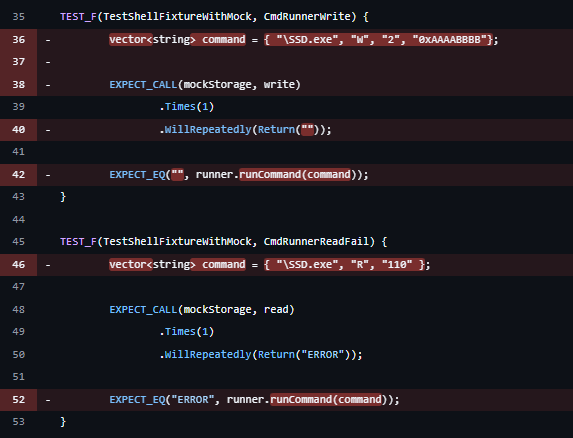 35 TEST_F(TestShellFixtureWithMock, CmdRunnerWrite) {
36 - vector<string> command = { "\SSD.exe", "W", "2", "0xAAAABBBB"};
37 -
38 - EXPECT_CALL(mockStorage, write)
39 .Times(1)
40 - .WillRepeatedly(Return(""));
41
42 - EXPECT_EQ("", runner.runCommand(command));
43 }
44
45 TEST_F(TestShellFixtureWithMock, CmdRunnerReadFail) {
46 - vector<string> command = { "\SSD.exe", "R", "110" };
47
48 EXPECT_CALL(mockStorage, read)
49 .Times(1)
50 .WillRepeatedly(Return("ERROR"));
51
52 - EXPECT_EQ("ERROR", runner.runCommand(command));
53 }